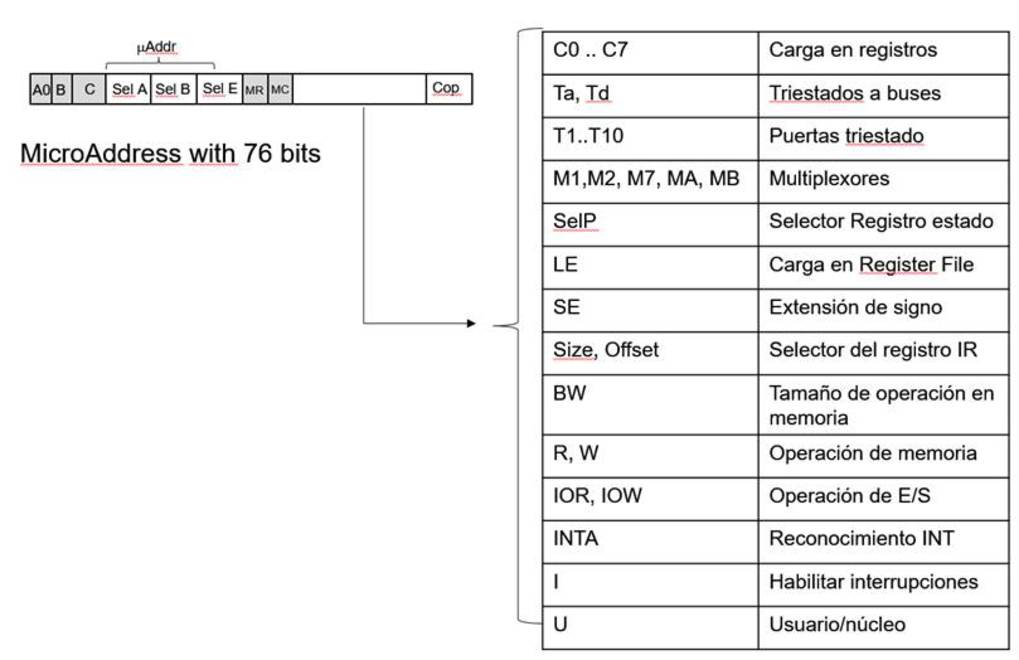 µAddr
A0 B C Sel A Sel B Sel E MR MC Cop
MicroAddress with 76 bits
C0 .. C7 Carga en registros
Ta, Td Triestados a buses
T1..T10 Puertas triestado
M1,M2, M7, MA, MB Multiplexores
SelP Selector Registro estado
LE Carga en Register File
SE Extensión de signo
Size, Offset Selector del registro IR
BW Tamaño de operación en
memoria
R, W Operación de memoria
IOR, IOW Operación de E/S
INTA Reconocimiento INT
I Habilitar interrupciones
U Usuario/núcleo